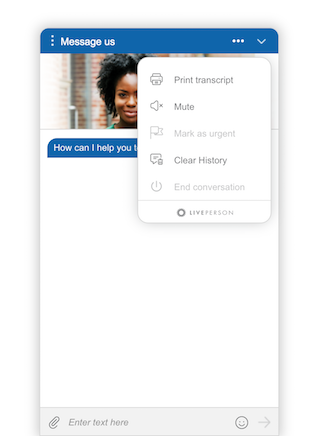 Message us
Print transcript
Mute
Mark as urgent
How can I help you
Clear History
End conversation
LIVEPERSON
Enter text here